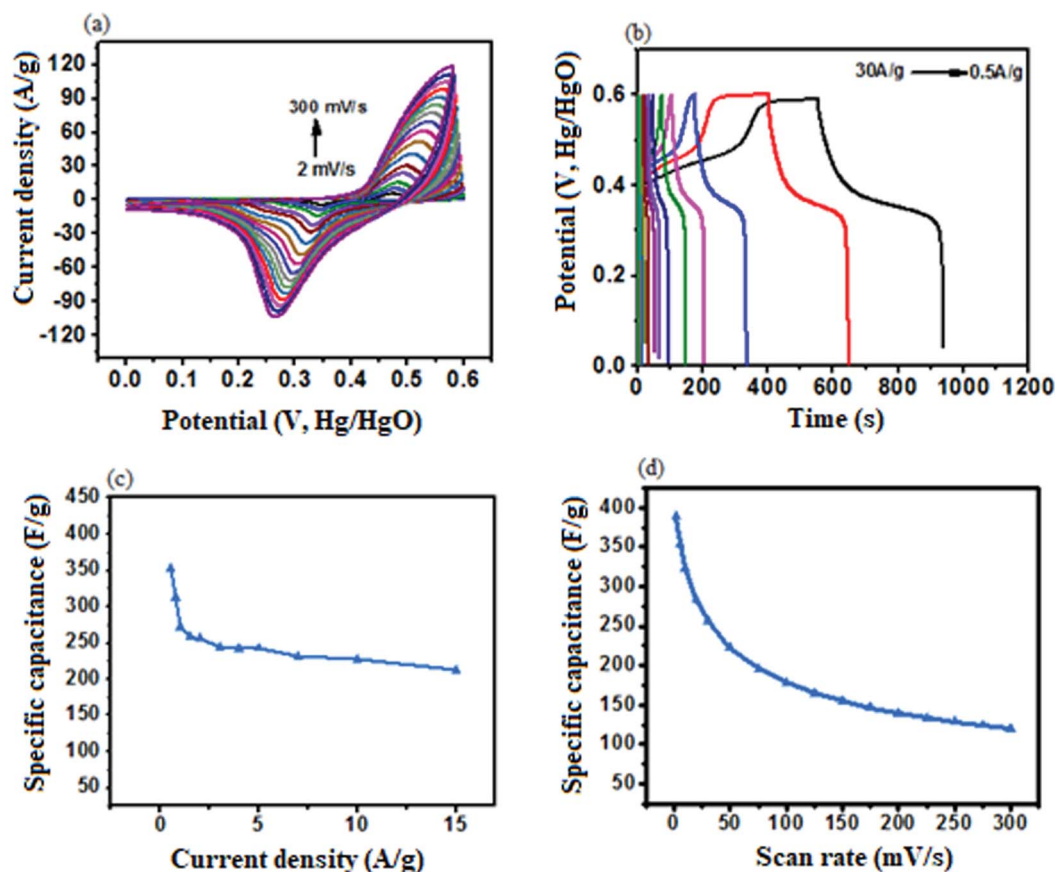 (a)
Current density (A/g)
120
90
60
30
0
-30
-60
-90
-120
300 mV/s
2 mV/s
0.0 0.1 0.2 0.3 0.4 0.5 0.6
Potential (V, Hg/HgO)
(b)
Potential (V, Hg/HgO)
30A/g 0.5A/g
0.6
0.4
0.2
0.0
0 200 400 600 800 1000 1200
Time (s)
(c)
Specific capacitance (F/g)
450
400
350
300
250
200
150
100
50
0 5 10 15
Current density (A/g)
(d)
Specific capacitance (F/g)
400
350
300
250
200
150
100
50
0 50 100 150 200 250 300
Scan rate (mV/s)